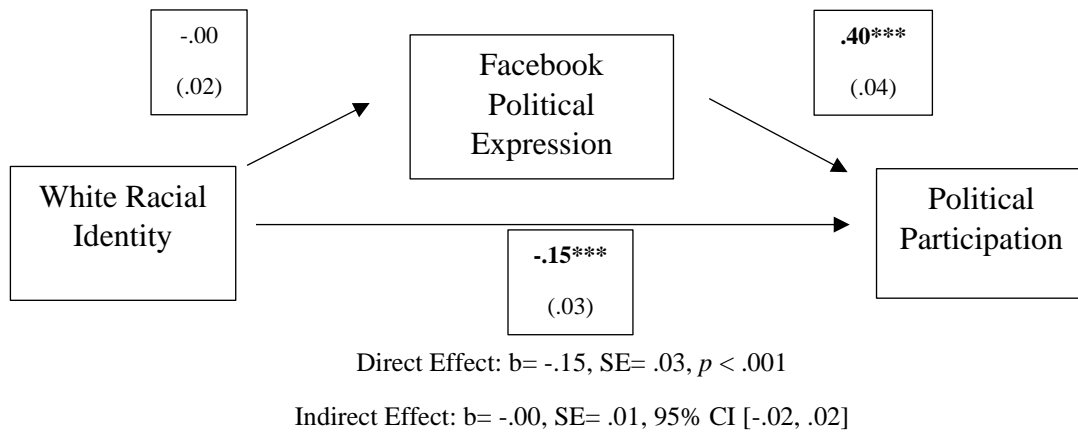 -.00
(.02)
Facebook
Political
Expression
.40***
(.04)
White Racial
Identity
Political
Participation
-.15***
(.03)
Direct Effect: b= -.15, SE= .03, p < .001
Indirect Effect: b= -.00, SE= .01, 95% CI [-.02, .02]